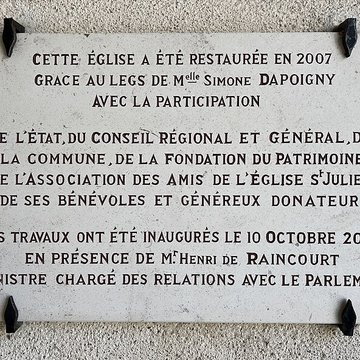 CETTE ÉGLISE A ÉTÉ RESTAURÉE EN 2007
GRACE AU LEGS DE Melle SIMONE DAPOIGNY
AVEC LA PARTICIPATION
E L'ÉTAT, DU CONSEIL RÉGIONAL ET GÉNÉRAL, D
LA COMMUNE, DE LA FONDATION DU PATRIMOINE
E L'ASSOCIATION DES AMIS DE L'ÉGLISE St JULIE
DE SES BÉNÉVOLES ET GÉNÉREUX DONATEUR
S TRAVAUX ONT ÉTÉ INAUGURÉS LE 10 OCTOBRE 20
EN PRÉSENCE DE Mr HENRI DE RAINCOURT
NISTRE CHARGÉ DES RELATIONS AVEC LE PARLEM